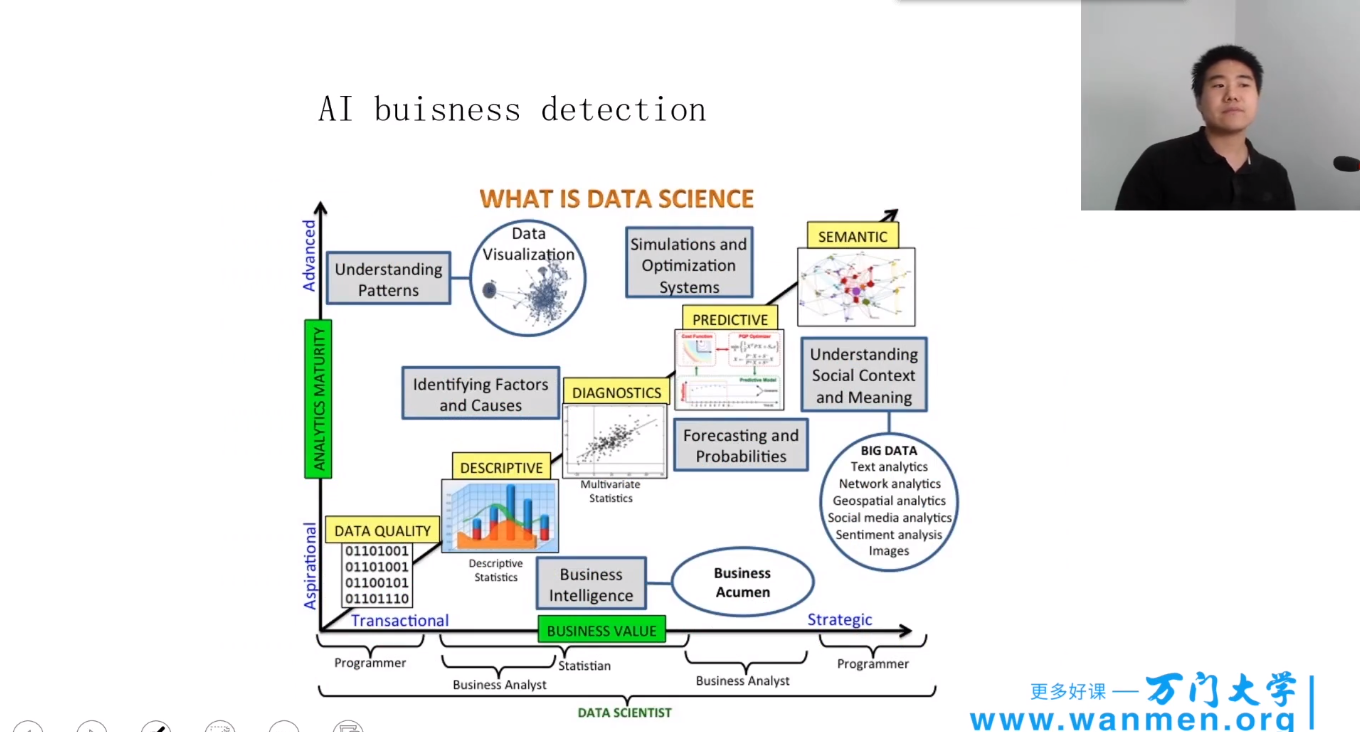 AI buisness detection
WHAT IS DATA SCIENCE
Advanced
ANALYTICS MATURITY
Aspirational
Understanding
Patterns
Data
Visualization
Simulations and
Optimization
Systems
SEMANTIC
PREDICTIVE
Cost Function
PQP Optimizer
Predictive Model
Understanding
Social Context
and Meaning
Identifying Factors
and Causes
DIAGNOSTICS
Multivariate
Statistics
Forecasting and
Probabilities
BIG DATA
Text analytics
Network analytics
Geospatial analytics
Social media analytics
Sentiment analysis
Images
DESCRIPTIVE
Descriptive
Statistics
DATA QUALITY
01101001
01101001
01100101
01101110
Business
Intelligence
Business
Acumen
Transactional
BUSINESS VALUE
Strategic
Programmer
Business Analyst
Statistian
Business Analyst
Programmer
DATA SCIENTIST
更多好课 — 万门大学
www.wanmen.org